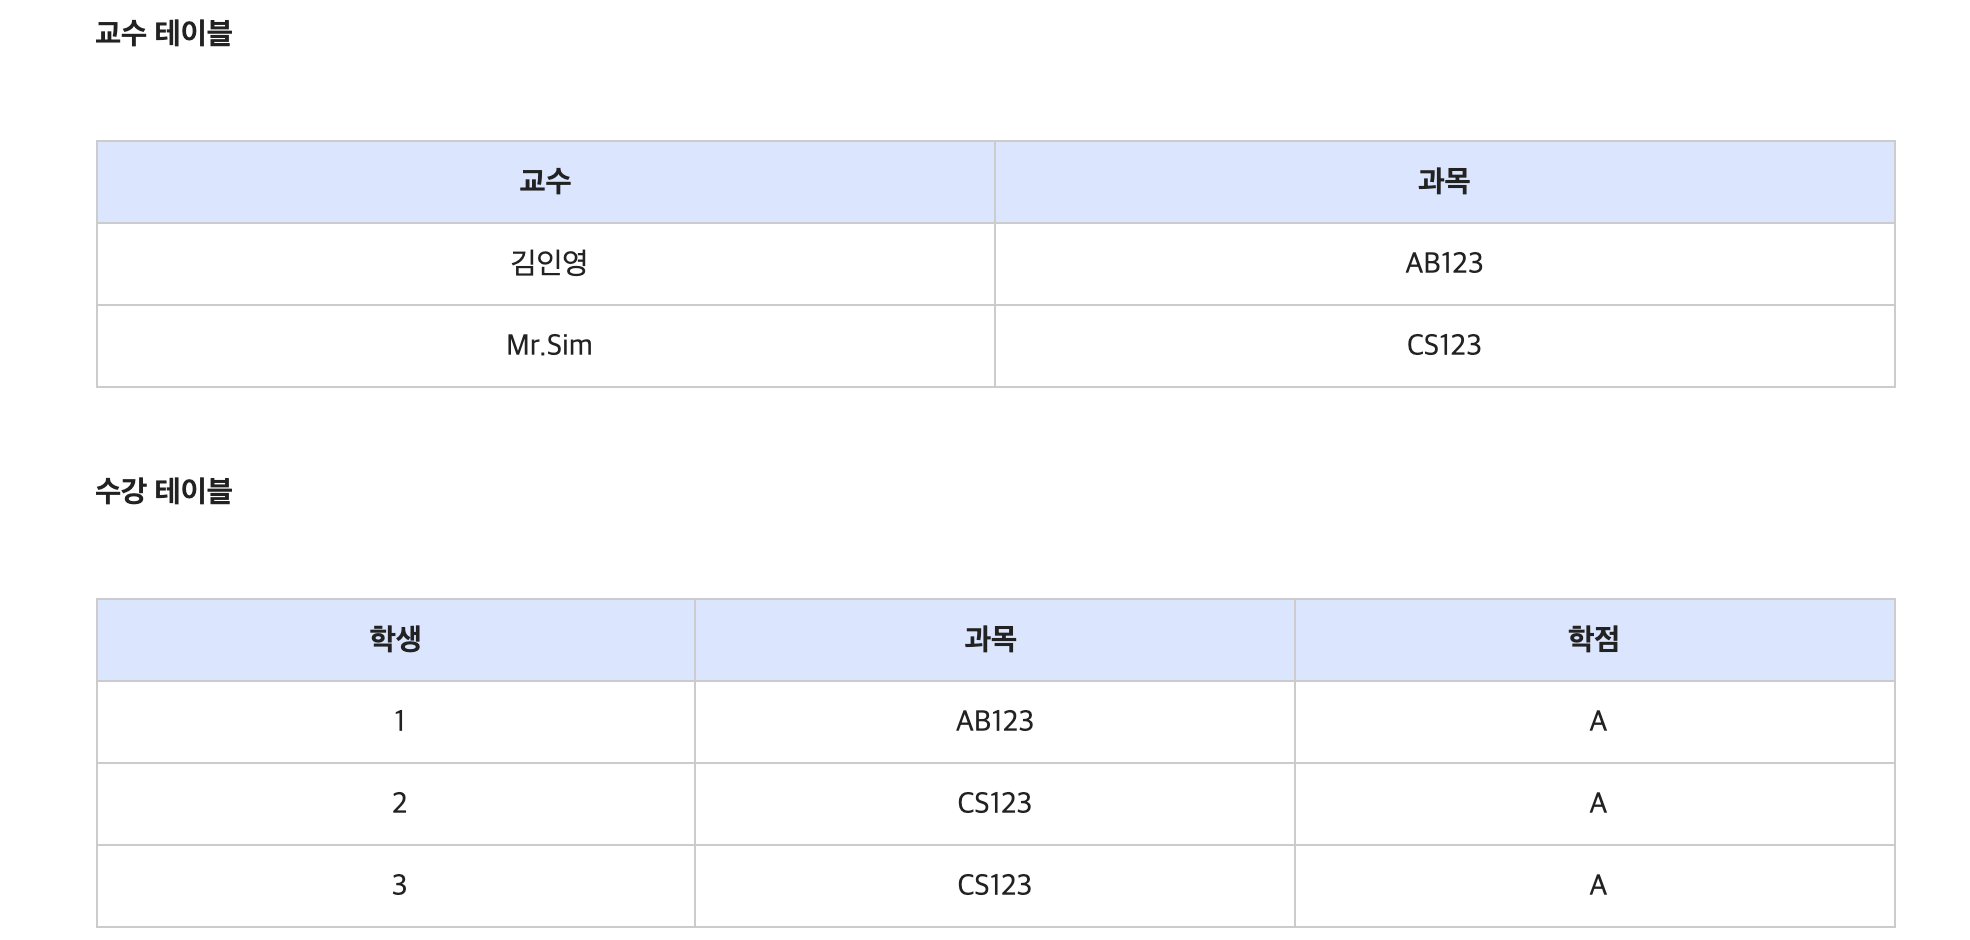 교수 테이블
교수 과목
김인영 AB123
Mr.Sim CS123
수강 테이블
학생 과목 학점
1 AB123 A
2 CS123 A
3 CS123 A